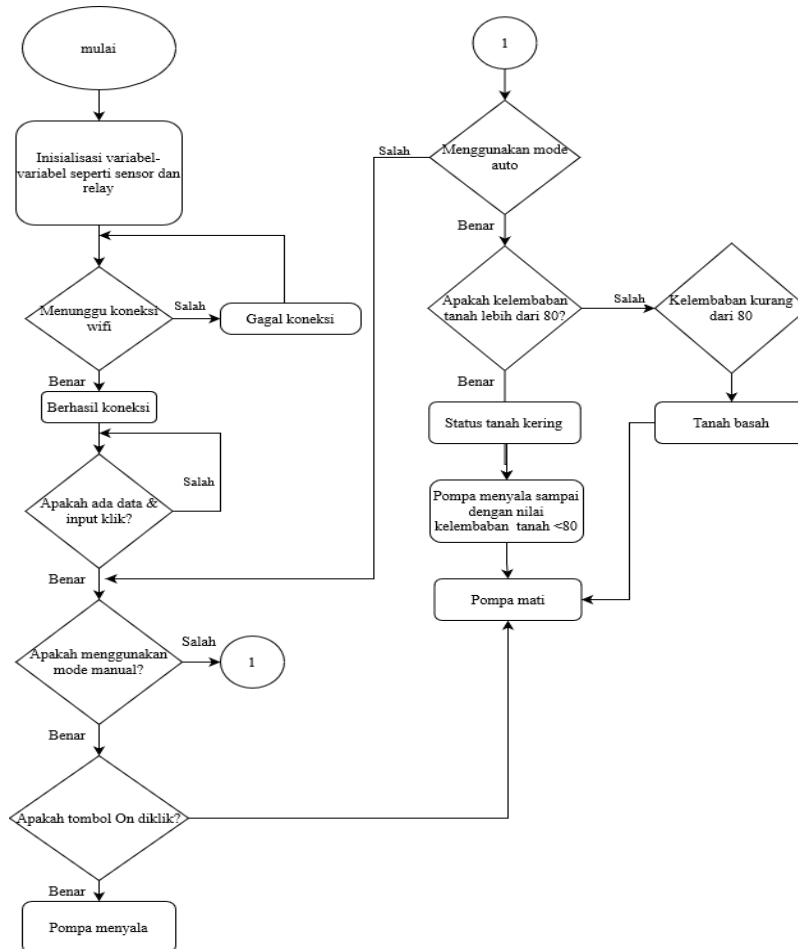 mulai
Inisialisasi variabel-
variabel seperti sensor dan
relay
Menunggu koneksi
wifi
Salah
Gagal koneksi
Benar
Berhasil koneksi
Salah
Apakah ada data &
input klik?
Benar
Apakah menggunakan
mode manual?
Salah
1
Benar
Apakah tombol On diklik?
Benar
Pompa menyala
1
Salah
Menggunakan mode
auto
Benar
Apakah kelembaban
tanah lebih dari 80?
Salah
Kelembaban kurang
dari 80
Benar
Status tanah kering
Tanah basah
Pompa menyala sampai
dengan nilai
kelembaban tanah <80
Pompa mati